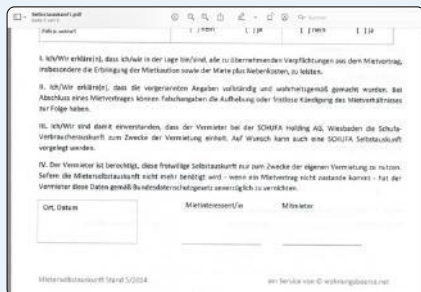 Selbstauskunft.pdf
[ ] nein [ ] ja [ ] nein [ ] ja
I. Ich/Wir erkläre(n), dass ich/wir in der Lage bin/sind, alle zu übernehmenden Verpflichtungen aus dem Mietvertrag,
insbesondere die Erbringung der Mietkaution sowie der Miete plus Nebenkosten, zu leisten.
II. Ich/Wir erkläre(n), dass die vorgenannten Angaben vollständig und wahrheitsgemäß gemacht wurden. Bei
Abschluss eines Mietvertrages können Falschangaben die Aufhebung oder fristlose Kündigung des Mietverhältnisses
zur Folge haben.
III. Ich/Wir sind damit einverstanden, dass der Vermieter bei der SCHUFA Holding AG, Wiesbaden die Schufa-
Verbraucherauskunft zum Zwecke der Vermietung einholt. Auf Wunsch kann auch eine SCHUFA Selbstauskunft
vorgelegt werden.
IV. Der Vermieter ist berechtigt, diese freiwillige Selbstauskunft nur zum Zwecke der eigenen Vermietung zu nutzen.
Sofern die Mieterselbstauskunft nicht mehr benötigt wird - wenn ein Mietvertrag nicht zustande kommt - hat der
Vermieter diese Daten gemäß Bundesdatenschutzgesetz unverzüglich zu vernichten.
Ort, Datum Mietinteressent/in Mitmieter
Mieterselbstauskunft Stand 5/2014 ein Service von © wohnungsboerse.net